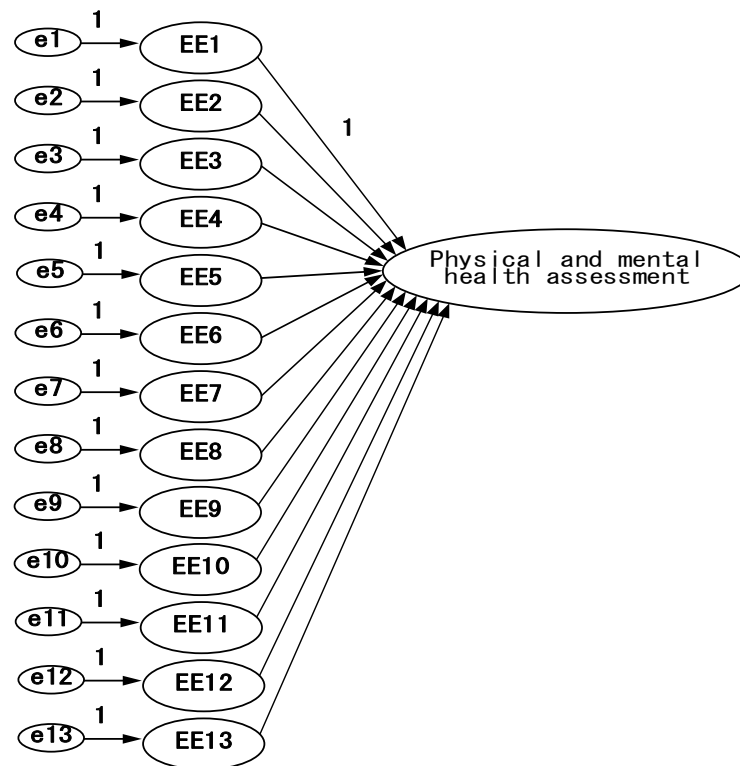 1
e1
EE1
1
e2
EE2
1
1
e3
EE3
1
e4
EE4
Physical and mental
health assessment
1
e5
EE5
1
e6
EE6
1
e7
EE7
1
e8
EE8
1
e9
EE9
1
e10
EE10
1
e11
EE11
1
e12
EE12
1
e13
EE13